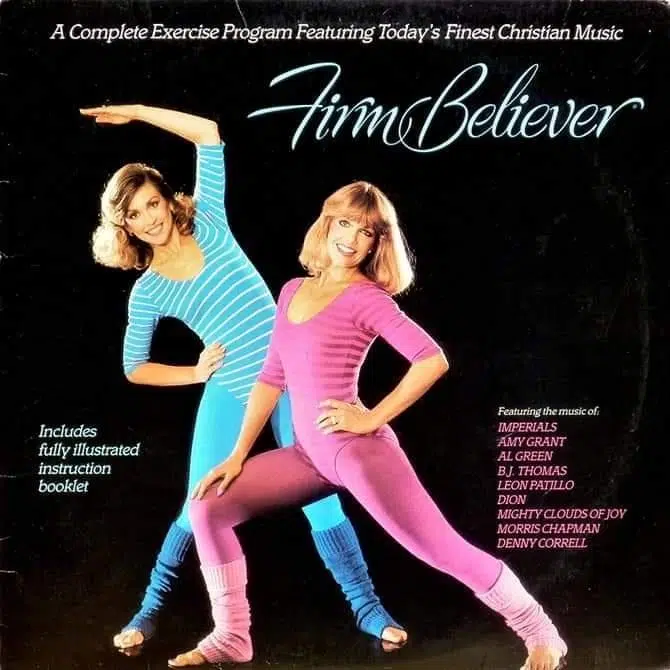 A Complete Exercise Program Featuring Today's Finest Christian Music
Firm Believer
Includes
fully illustrated
instruction
booklet
Featuring the music of:
IMPERIALS
AMY GRANT
AL GREEN
B.J. THOMAS
LEON PATILLO
DION
MIGHTY CLOUDS OF JOY
MORRIS CHAPMAN
DENNY CORRELL